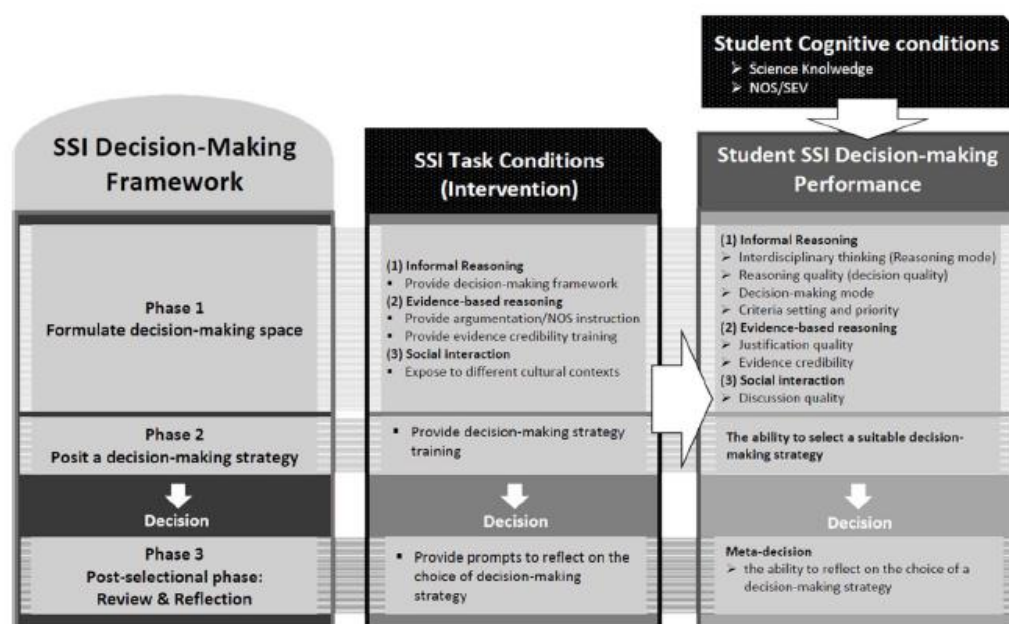 Student Cognitive conditions
➢ Science Knolwedge
➢ NOS/SEV
SSI Decision-Making
Framework
Phase 1
Formulate decision-making space
Phase 2
Posit a decision-making strategy
Decision
Phase 3
Post-selectional phase:
Review & Reflection
SSI Task Conditions
(Intervention)
(1) Informal Reasoning
▪ Provide decision-making framework
(2) Evidence-based reasoning
▪ Provide argumentation/NOS instruction
▪ Provide evidence credibility training
(3) Social interaction
▪ Expose to different cultural contexts
▪ Provide decision-making strategy
training
Decision
▪ Provide prompts to reflect on the
choice of decision-making
strategy
Student SSI Decision-making
Performance
(1) Informal Reasoning
➢ Interdisciplinary thinking (Reasoning mode)
➢ Reasoning quality (decision quality)
➢ Decision-making mode
➢ Criteria setting and priority
(2) Evidence-based reasoning
➢ Justification quality
➢ Evidence credibility
(3) Social interaction
➢ Discussion quality
The ability to select a suitable decision-
making strategy
Decision
Meta-decision
➢ the ability to reflect on the choice of a
decision-making strategy